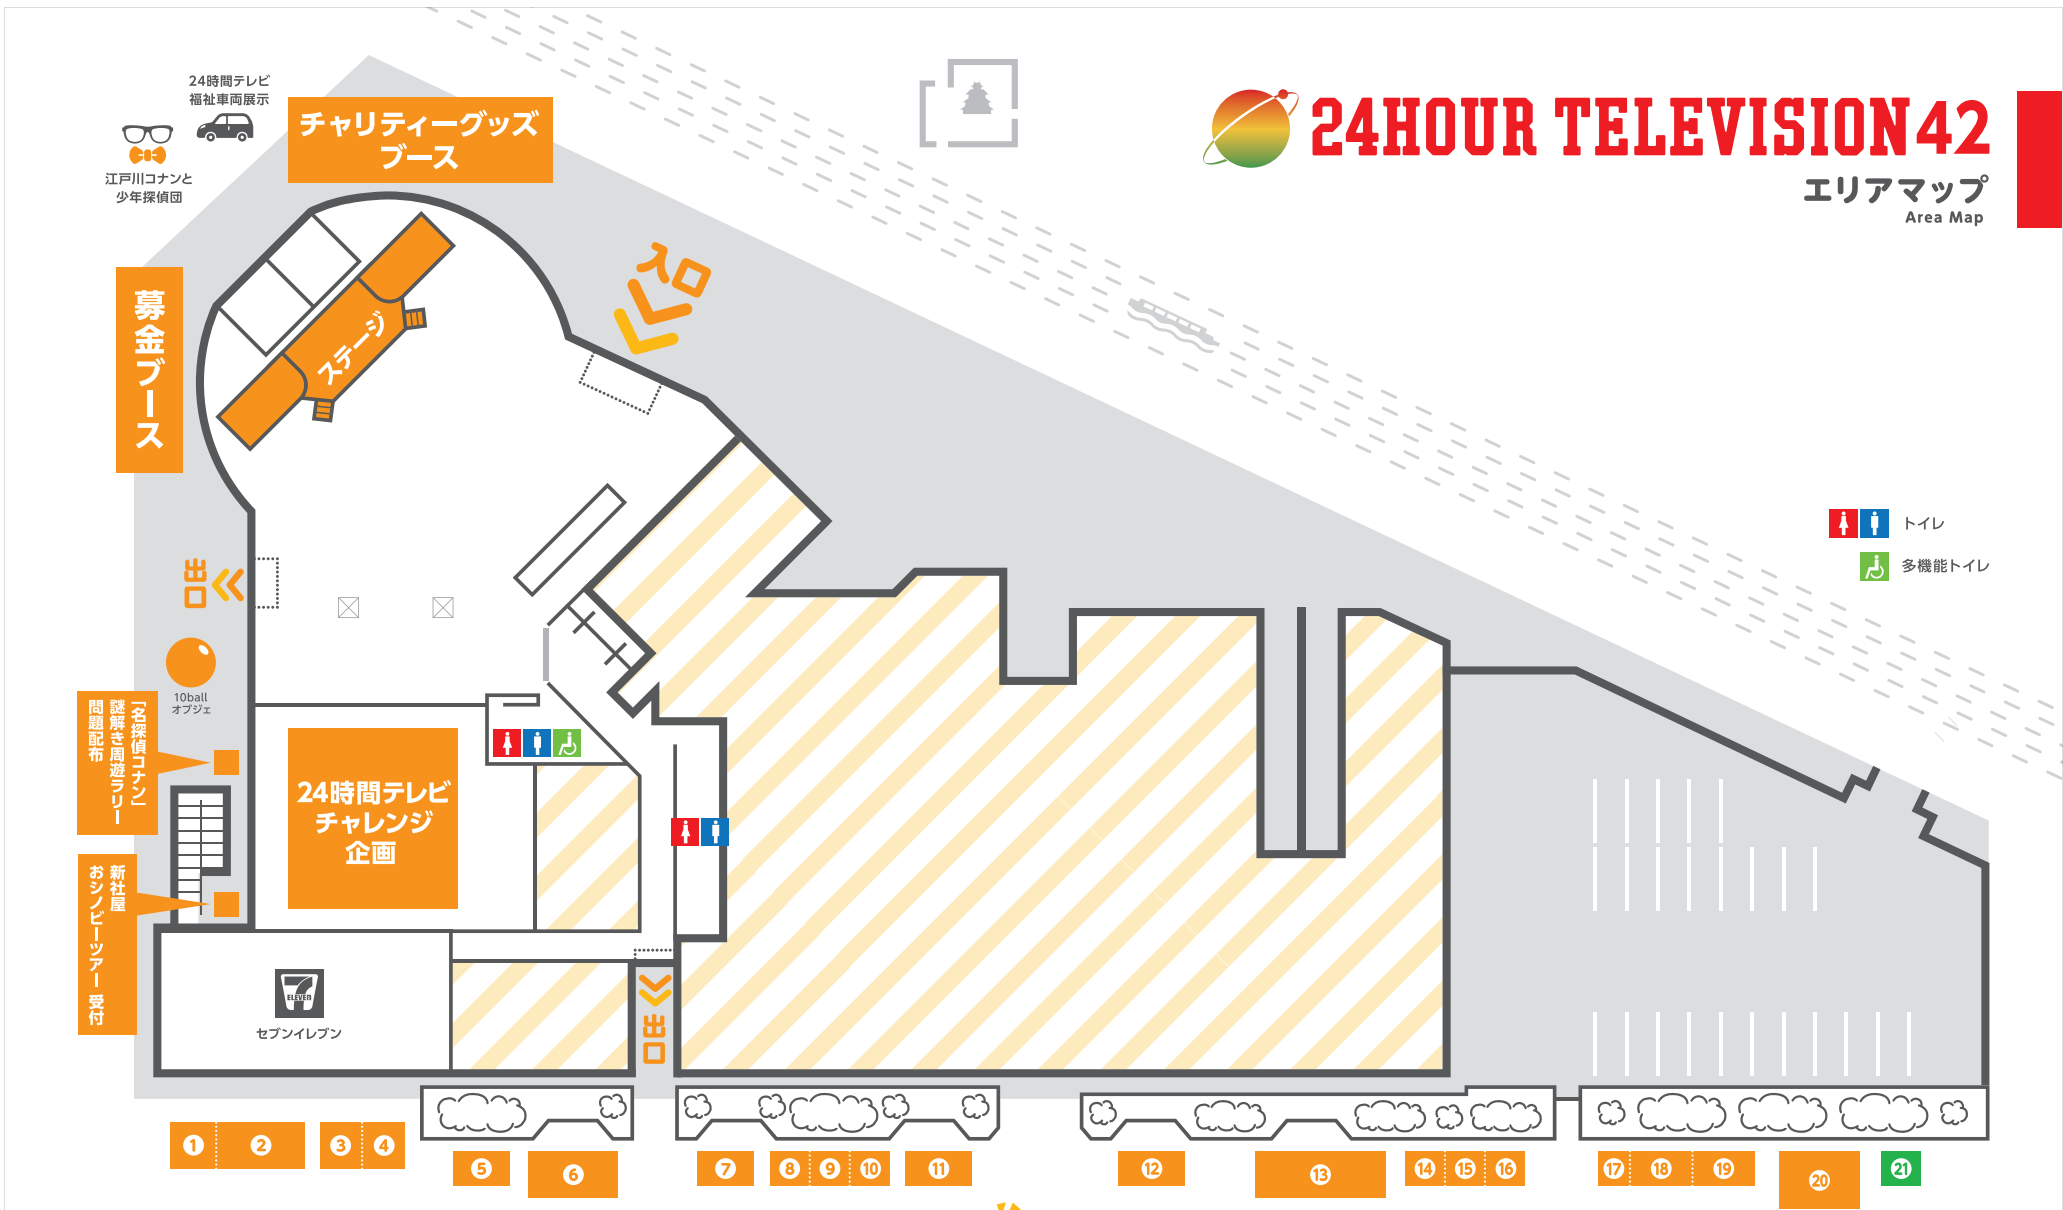 24HOUR TELEVISION 42
エリアマップ
Area Map
24時間テレビ
福祉車両展示
江戸川コナンと
少年探偵団
チャリティーグッズ
ブース
募金ブース
ステージ
入口
出口
10ball
オブジェ
「名探偵コナン」
謎解き周遊ラリー
問題配布
新社屋
おシノビーツアー 受付
24時間テレビ
チャレンジ
企画
7
ELEVEN
セブンイレブン
出口
トイレ
多機能トイレ
1
2
3
4
5
6
7
8
9
10
11
12
13
14
15
16
17
18
19
20
21